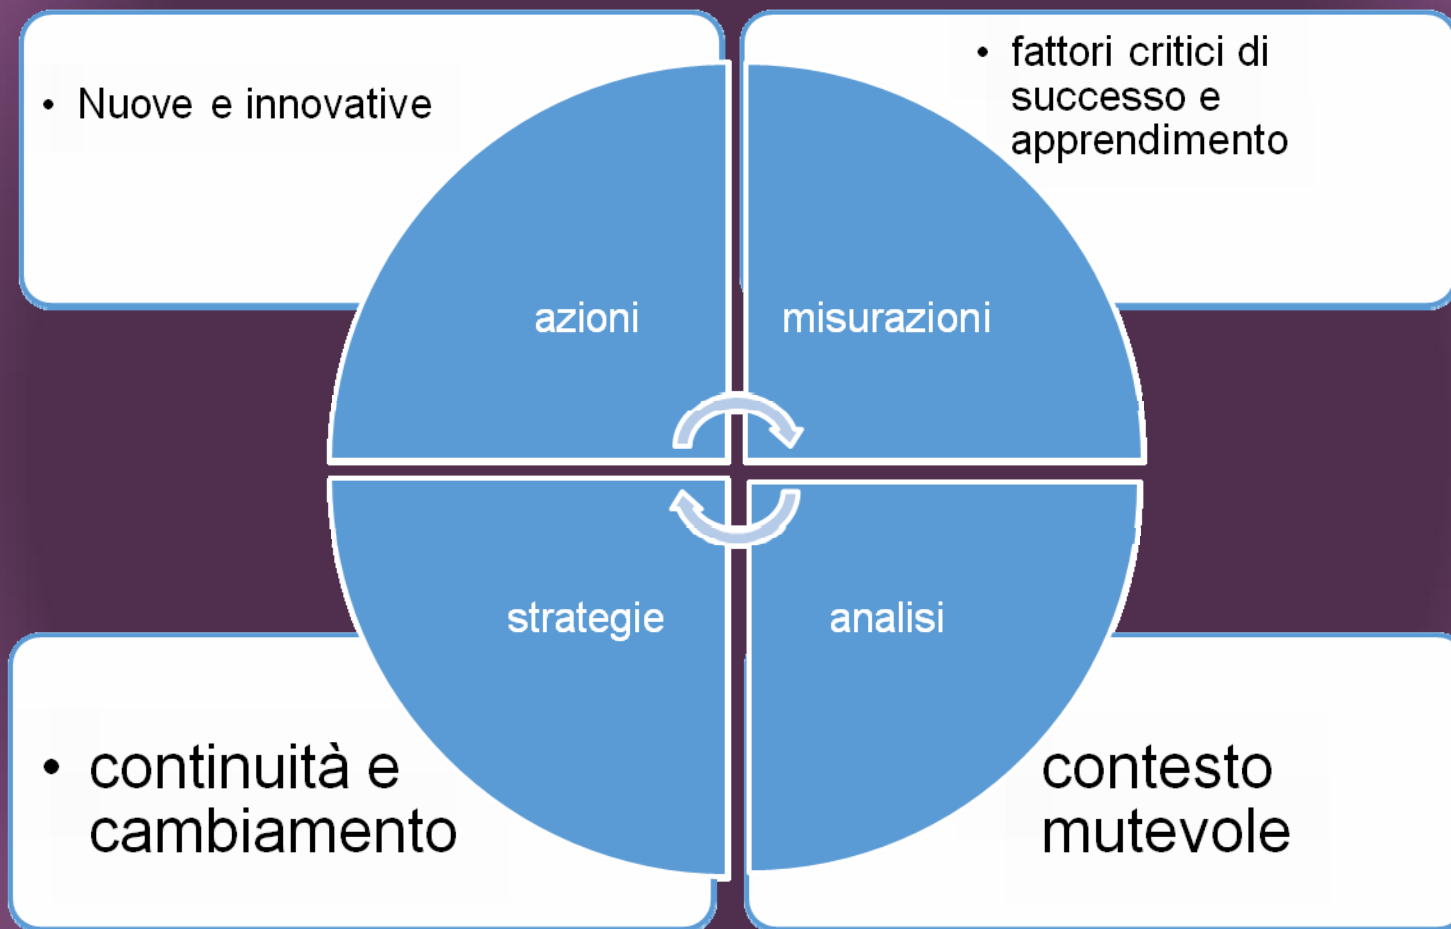 • Nuove e innovative
• fattori critici di
successo e
apprendimento
azioni
misurazioni
strategie
analisi
• continuità e
cambiamento
contesto
mutevole